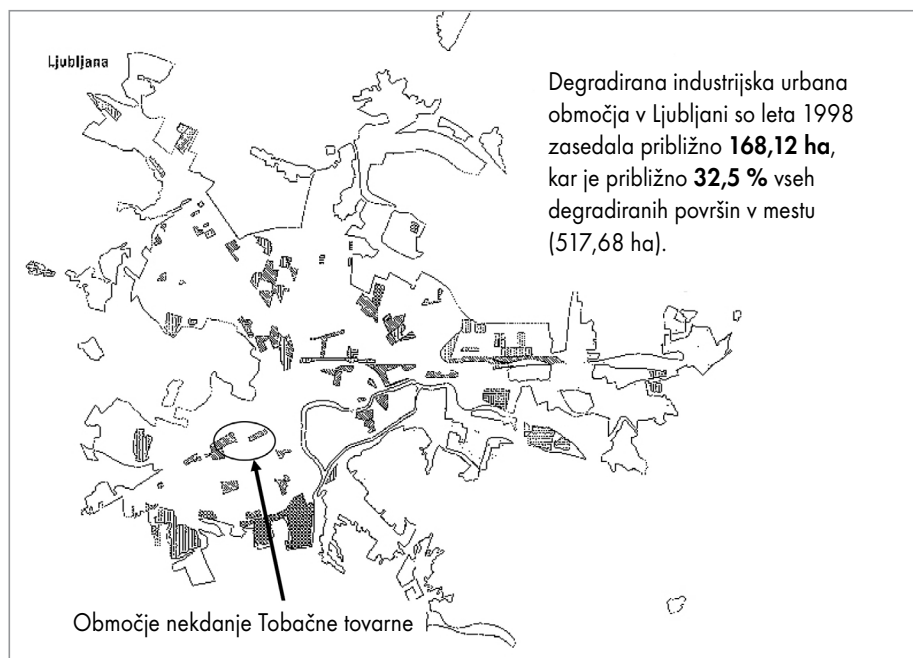 Ljubljana
Degradirana industrijska urbana
območja v Ljubljani so leta 1998
zasedala približno 168,12 ha,
kar je približno 32,5 % vseh
degradiranih površin v mestu
(517,68 ha).
Območje nekdanje Tobačne tovarne